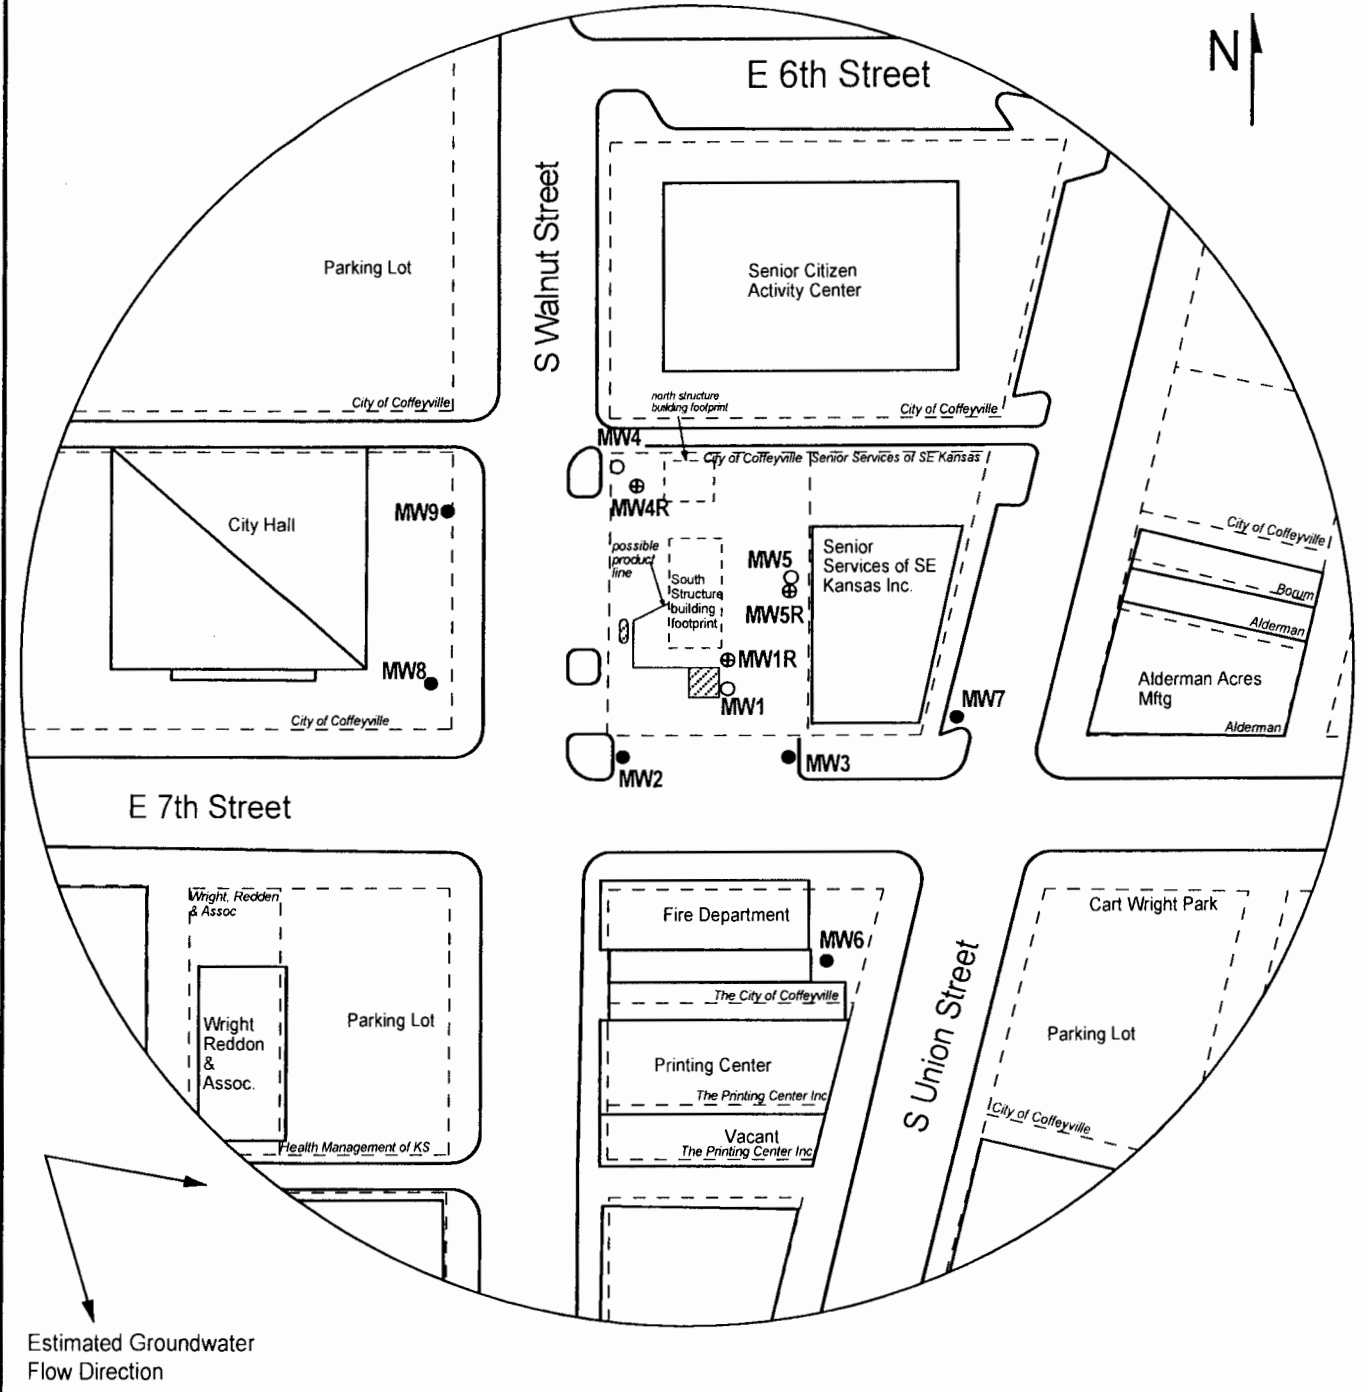 N
E 6th Street
S Walnut Street
Parking Lot
Senior Citizen
Activity Center
City of Coffeyville
north structure
building footprint
City of Coffeyville
MW4
City of Coffeyville
Senior Services of SE Kansas
MW4R
City Hall
MW9
possible
product
line
MW5
South
Structure
building
footprint
MW5R
Senior
Services of SE
Kansas Inc.
City of Coffeyville
Borum
Alderman
MW1R
MW8
MW1
MW7
Alderman Acres
Mftg
Alderman
City of Coffeyville
MW2
MW3
E 7th Street
Wright, Redden
& Assoc
Fire Department
Cart Wright Park
MW6
The City of Coffeyville
S Union Street
Wright
Reddon
&
Assoc.
Parking Lot
Printing Center
The Printing Center Inc
Parking Lot
City of Coffeyville
Vacant
The Printing Center Inc
Health Management of KS
Estimated Groundwater
Flow Direction